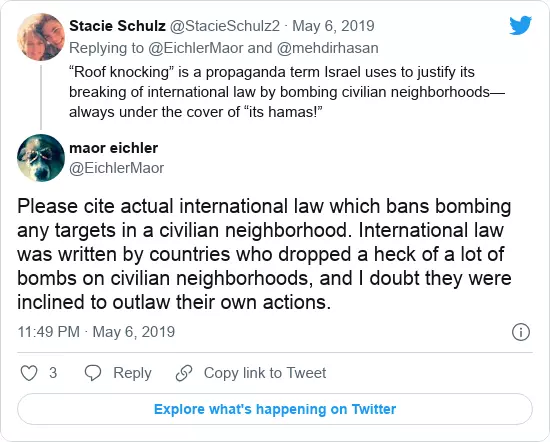 Stacie Schulz @StacieSchulz2 · May 6, 2019
Replying to @EichlerMaor and @mehdirhasan
“Roof knocking” is a propaganda term Israel uses to justify its
breaking of international law by bombing civilian neighborhoods—
always under the cover of “its hamas!”
maor eichler
@EichlerMaor
Please cite actual international law which bans bombing
any targets in a civilian neighborhood. International law
was written by countries who dropped a heck of a lot of
bombs on civilian neighborhoods, and I doubt they were
inclined to outlaw their own actions.
11:49 PM · May 6, 2019
3 Reply Copy link to Tweet
Explore what's happening on Twitter